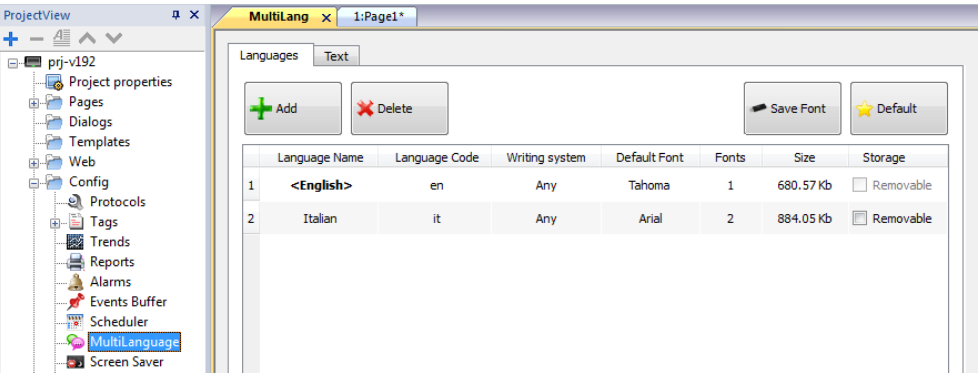 ProjectView
prj-v192
Project properties
Pages
Dialogs
Templates
Web
Config
Protocols
Tags
Trends
Reports
Alarms
Events Buffer
Scheduler
MultiLanguage
Screen Saver
MultiLang 1:Page1*
Languages Text
Add Delete Save Font Default
Language Name Language Code Writing system Default Font Fonts Size Storage
1 <English> en Any Tahoma 1 680.57 Kb Removable
2 Italian it Any Arial 2 884.05 Kb Removable